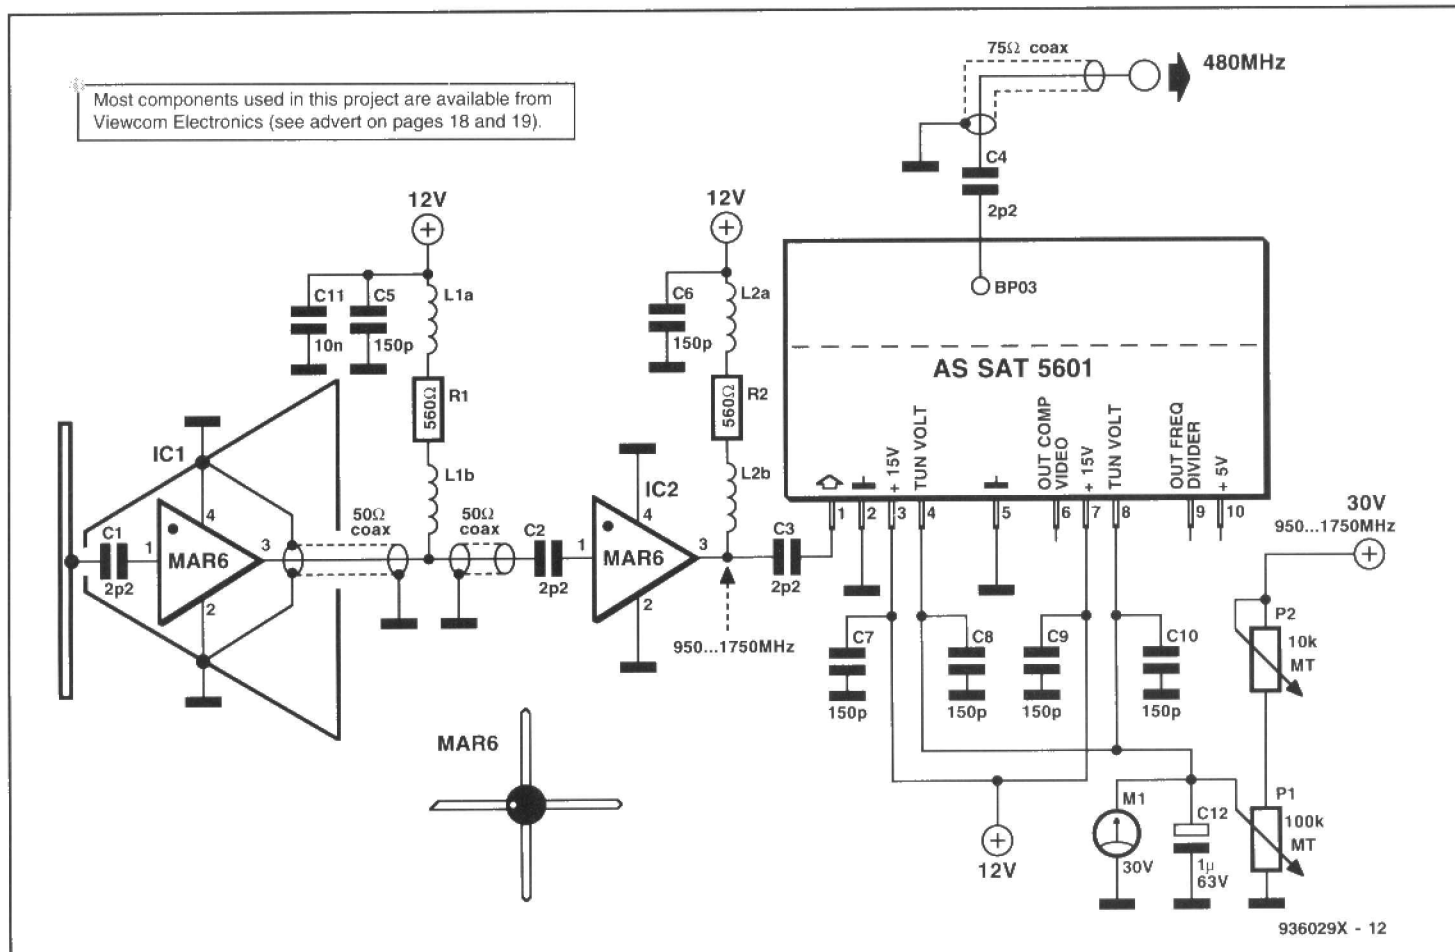 75Ω coax
480MHz
Most components used in this project are available from
Viewcom Electronics (see advert on pages 18 and 19).
C4
2p2
12V
12V
BP03
C11
C5
L1a
C6
L2a
10n
150p
150p
AS SAT 5601
560Ω
R1
560Ω
R2
IC1
L1b
IC2
L2b
+ 15V
TUN VOLT
OUT COMP
VIDEO
+ 15V
TUN VOLT
OUT FREQ
DIVIDER
+ 5V
1
2
3
4
5
6
7
8
9
10
30V
950...1750MHz
C1
1
MAR6
4
3
2
2p2
50Ω
coax
50Ω
coax
C2
2p2
1
MAR6
4
3
2
C3
2p2
950...1750MHz
C7
150p
C8
150p
C9
150p
C10
150p
P2
10k
MT
MAR6
12V
M1
30V
C12
1µ
63V
P1
100k
MT
936029X - 12